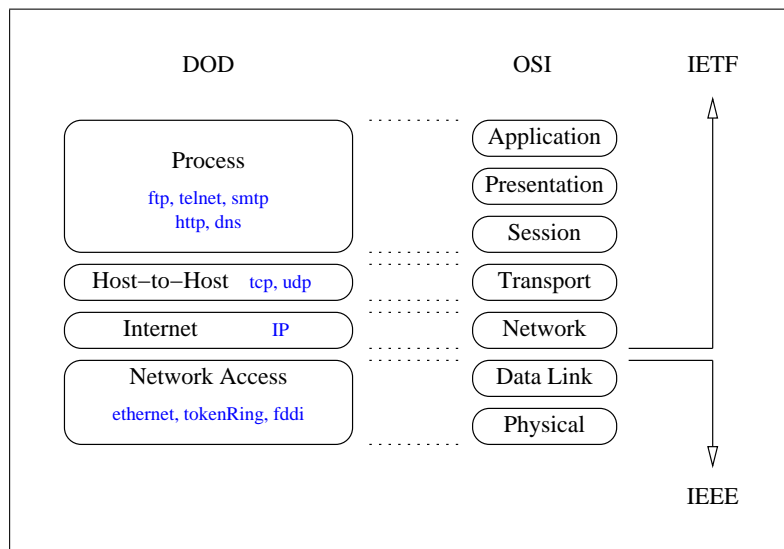 DOD
OSI
IETF
Process
ftp, telnet, smtp
http, dns
Host−to−Host tcp, udp
Internet IP
Network Access
ethernet, tokenRing, fddi
Application
Presentation
Session
Transport
Network
Data Link
Physical
IEEE